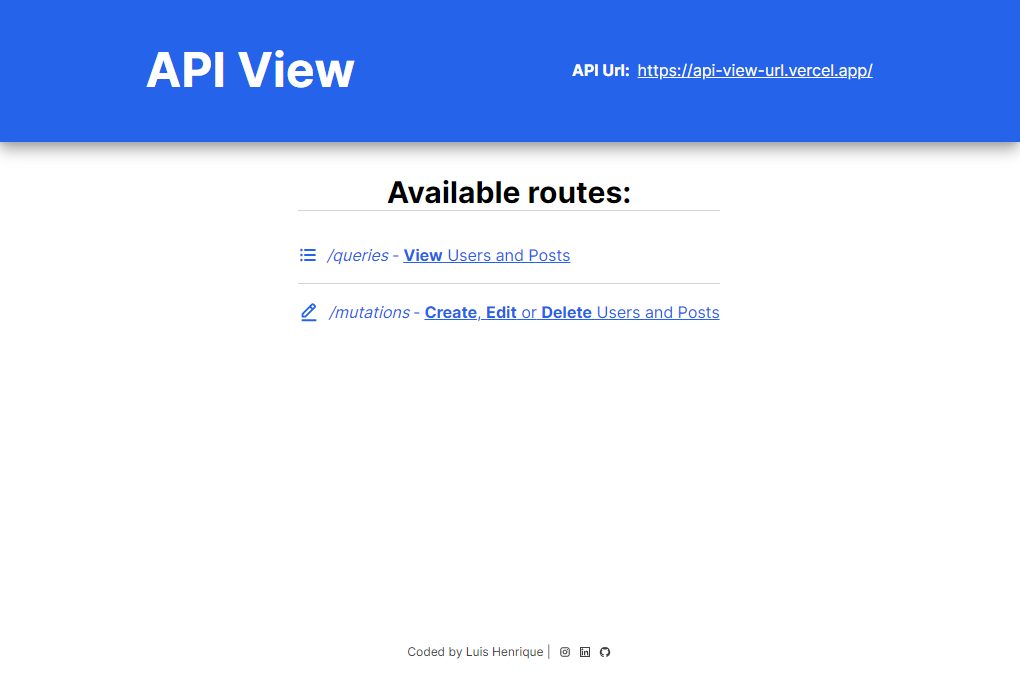 API View
API Url: https://api-view-url.vercel.app/
Available routes:
/queries - View Users and Posts
/mutations - Create, Edit or Delete Users and Posts
Coded by Luis Henrique |